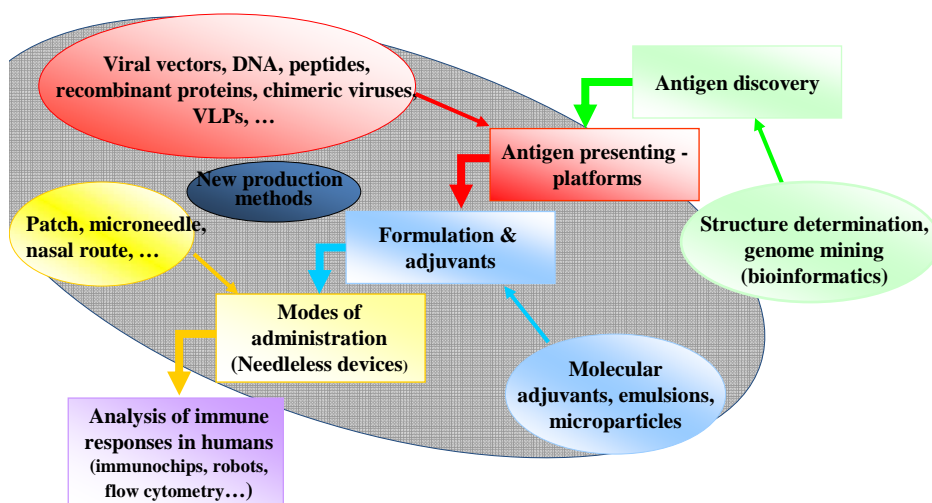 Viral vectors, DNA, peptides,
recombinant proteins, chimeric viruses,
VLPs, …
Antigen discovery
Antigen presenting -
platforms
New production
methods
Patch, microneedle,
nasal route, …
Formulation &
adjuvants
Structure determination,
genome mining
(bioinformatics)
Modes of
administration
(Needleless devices)
Molecular
adjuvants, emulsions,
microparticles
Analysis of immune
responses in humans
(immunochips, robots,
flow cytometry…)